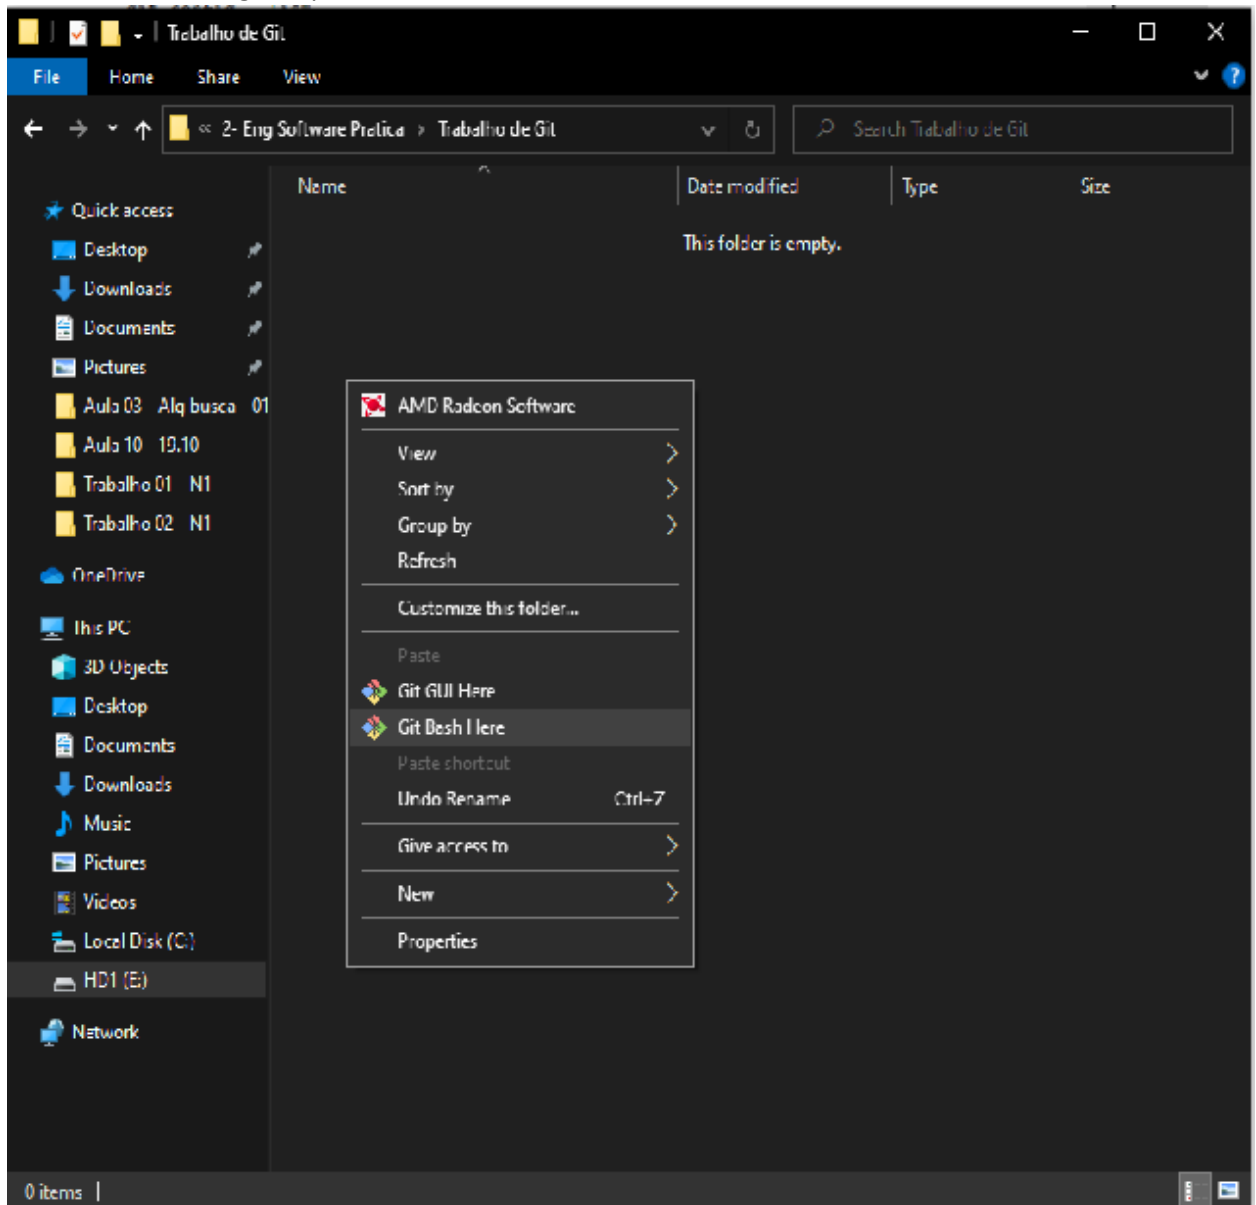 Trabalho de Git
File Home Share View
« 2- Eng Software Pratica > Trabalho de Git
Search Trabalho de Git
Name Date modified Type Size
This folder is empty.
Quick access
Desktop
Downloads
Documents
Pictures
Aula 03 Alg busca 01
Aula 10 19.10
Trabalho 01 N1
Trabalho 02 N1
OneDrive
This PC
3D Objects
Desktop
Documents
Downloads
Music
Pictures
Videos
Local Disk (C:)
HD1 (E:)
Network
AMD Radeon Software
View
Sort by
Group by
Refresh
Customize this folder...
Paste
Git GUI Here
Git Bash Here
Paste shortcut
Undo Rename Ctrl+Z
Give access to
New
Properties
0 items